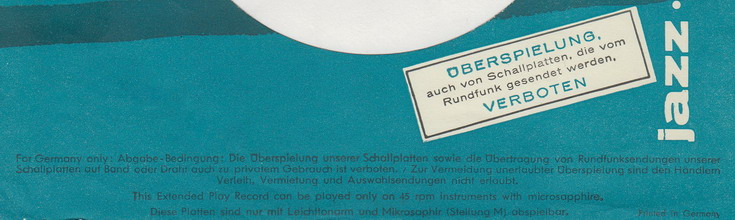 ÜBERSPIELUNG,
auch von Schallplatten, die vom
Rundfunk gesendet werden,
VERBOTEN
jazz.
For Germany only: Abgabe-Bedingung: Die Überspielung unserer Schallplatten sowie die Übertragung von Rundfunksendungen unserer
Schallplatten auf Band oder Draht auch zu privatem Gebrauch ist verboten. / Zur Vermeidung unerlaubter Überspielung sind den Händlern
Verleih, Vermietung und Auswahlsendungen nicht erlaubt.
This Extended Play Record can be played only on 45 rpm instruments with microsapphire.
Diese Platten sind nur mit Leichttonarm und Mikrosaphir (Stellung M) abspielbar.
Printed in Germany